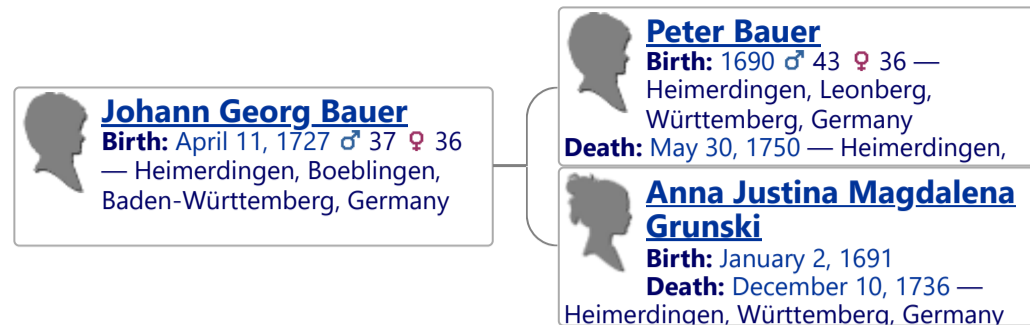 Johann Georg Bauer
Birth: April 11, 1727 ♂ 37 ♀ 36
— Heimerdingen, Boeblingen,
Baden-Württemberg, Germany
Peter Bauer
Birth: 1690 ♂ 43 ♀ 36 —
Heimerdingen, Leonberg,
Württemberg, Germany
Death: May 30, 1750 — Heimerdingen,
Anna Justina Magdalena
Grunski
Birth: January 2, 1691
Death: December 10, 1736 —
Heimerdingen, Württemberg, Germany